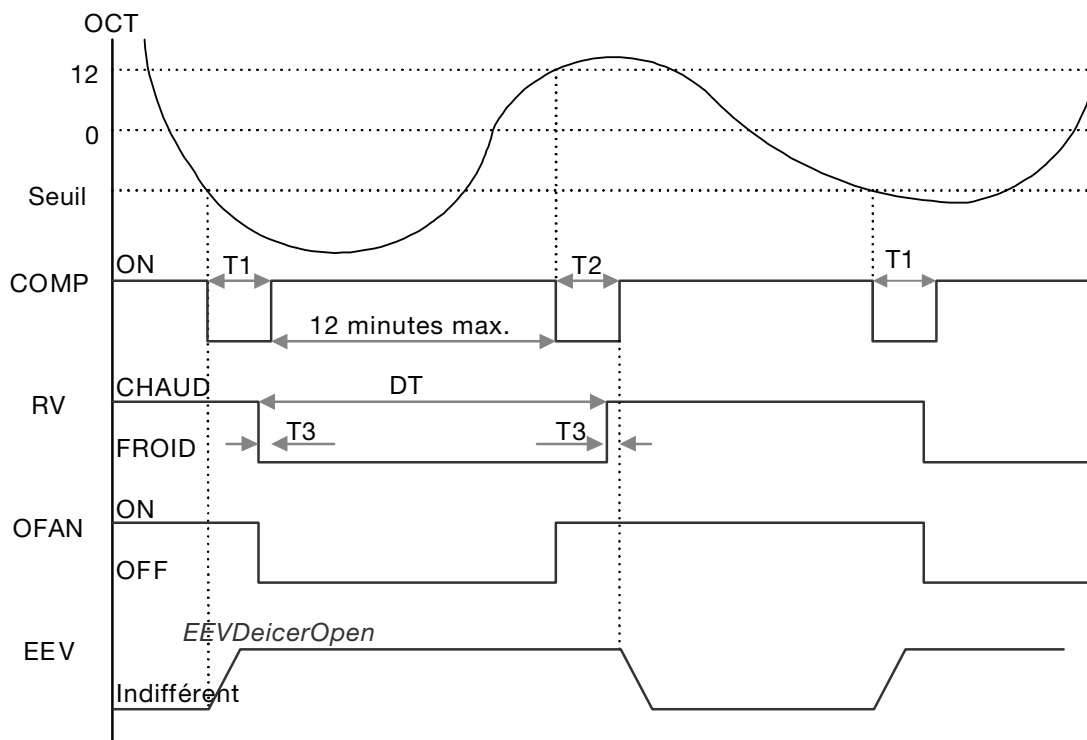 OCT
12
0
Seuil
ON
T1
T2
T1
COMP
12 minutes max.
CHAUD
DT
RV
T3
T3
FROID
ON
OFAN
OFF
EEVDeicerOpen
EEV
Indifférent